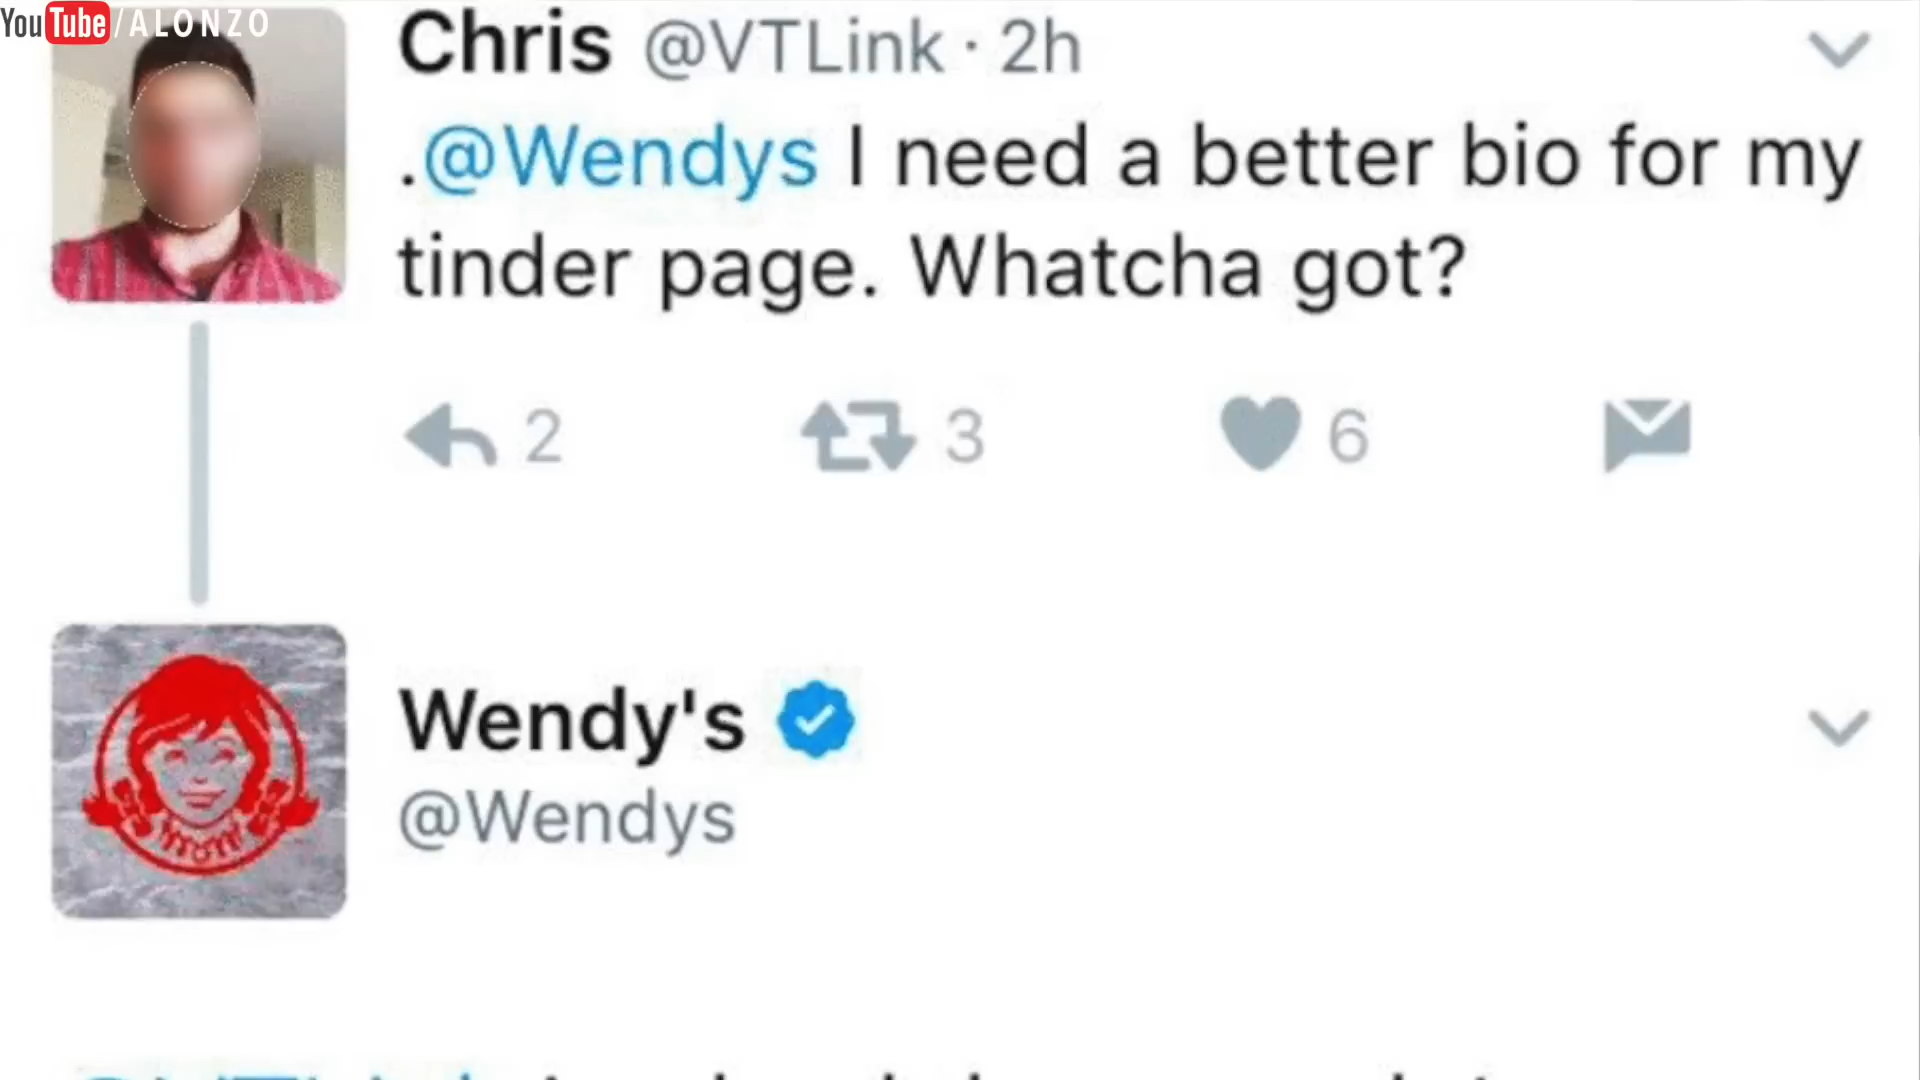 YouTube/ALONZO
Chris @VTLink · 2h
.@Wendys I need a better bio for my
tinder page. Whatcha got?
2 3 6
Wendy's
@Wendys